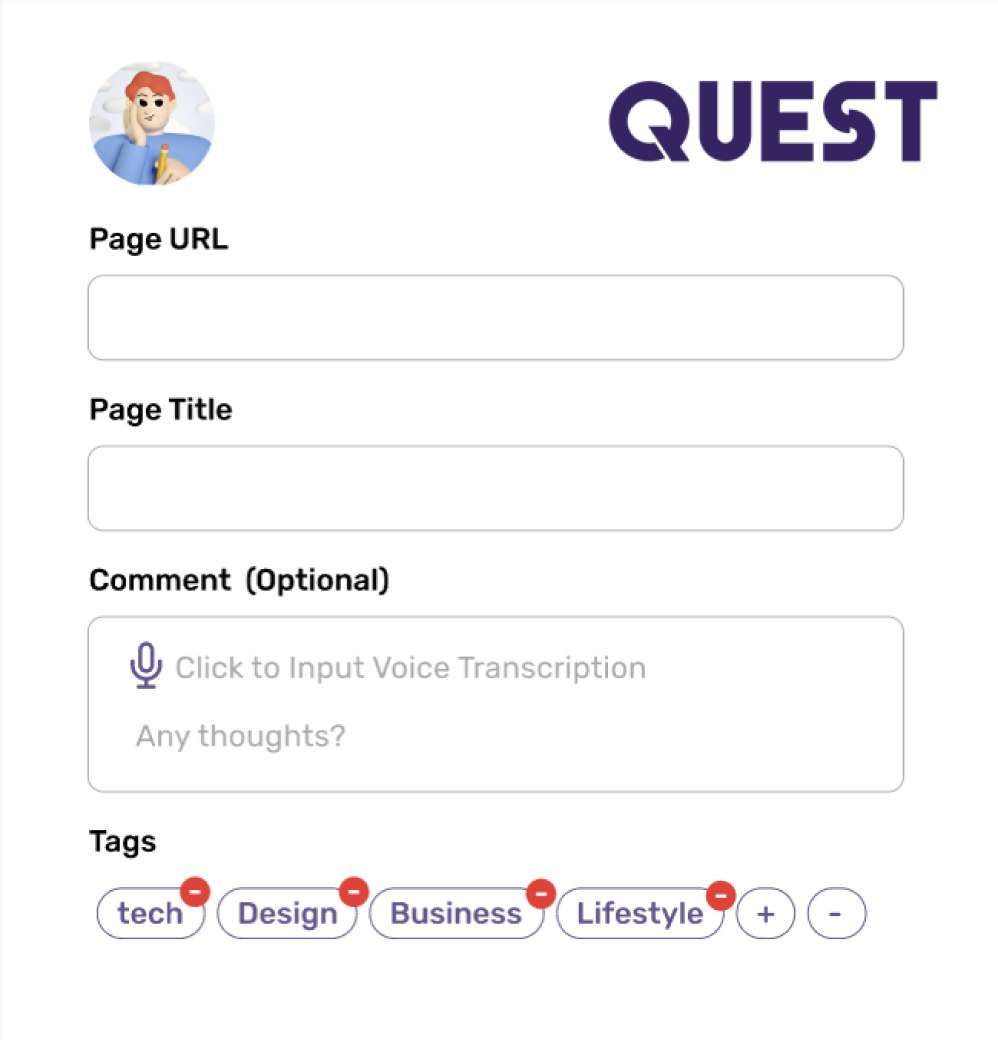 QUEST
Page URL
Page Title
Comment (Optional)
Click to Input Voice Transcription
Any thoughts?
Tags
tech - Design - Business - Lifestyle - + -